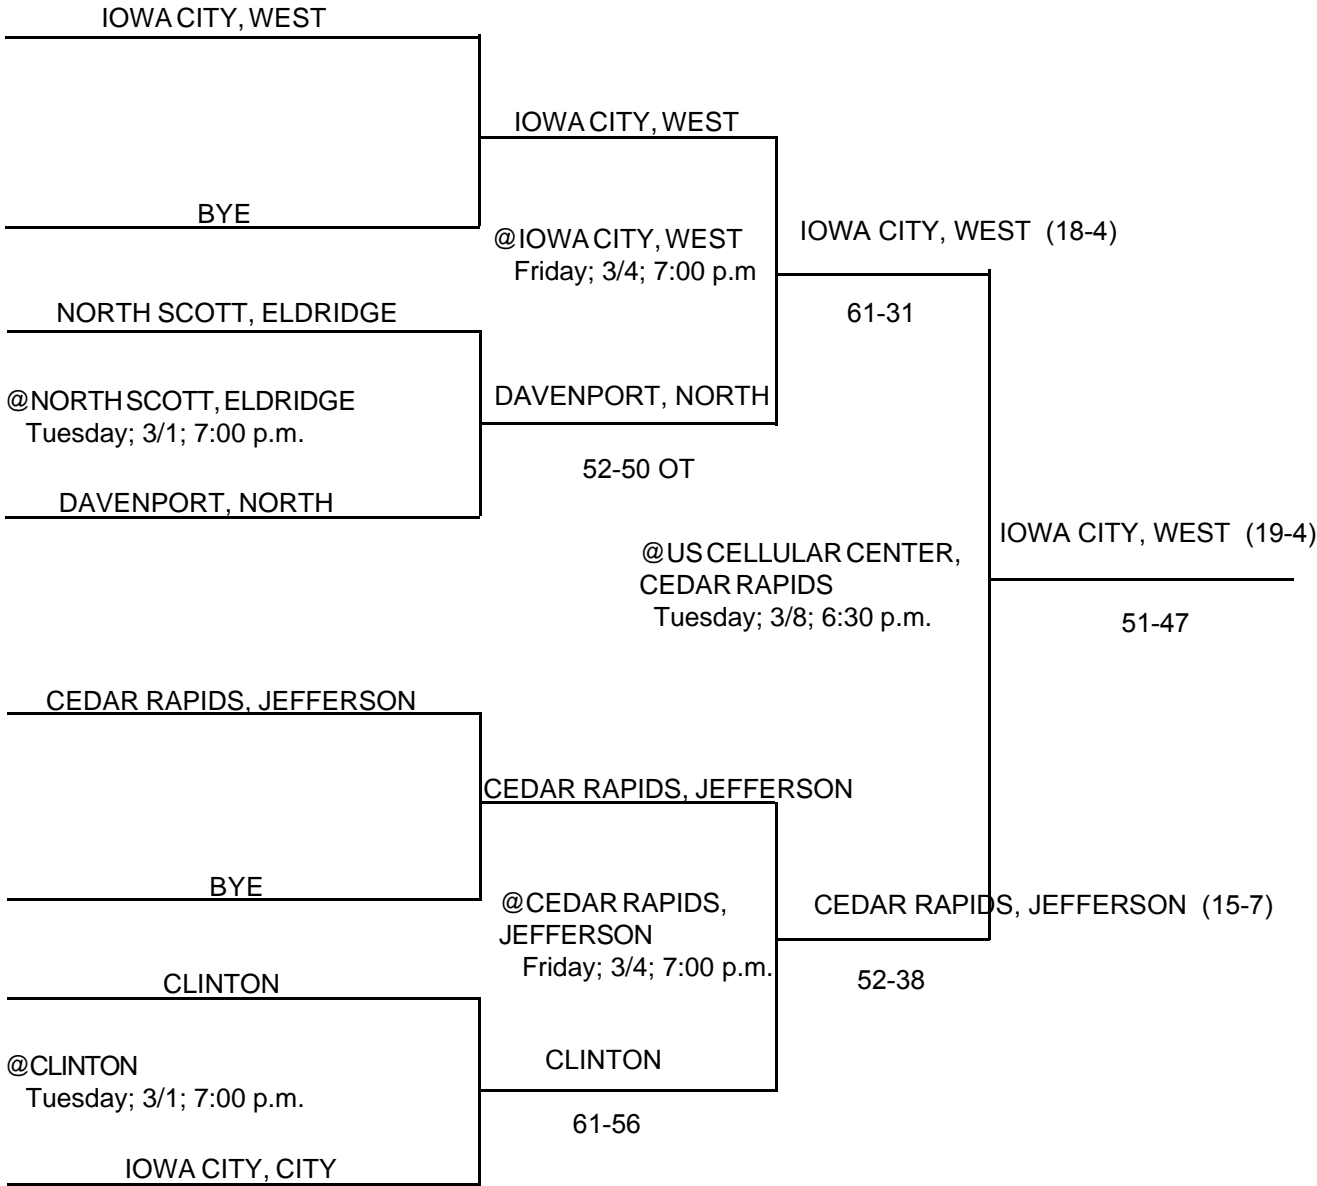 IOWA CITY, WEST
IOWA CITY, WEST
BYE
@IOWA CITY, WEST
Friday; 3/4; 7:00 p.m
IOWA CITY, WEST (18-4)
61-31
NORTH SCOTT, ELDRIDGE
@NORTH SCOTT, ELDRIDGE
Tuesday; 3/1; 7:00 p.m.
DAVENPORT, NORTH
52-50 OT
DAVENPORT, NORTH
@US CELLULAR CENTER,
CEDAR RAPIDS
Tuesday; 3/8; 6:30 p.m.
IOWA CITY, WEST (19-4)
51-47
CEDAR RAPIDS, JEFFERSON
CEDAR RAPIDS, JEFFERSON
BYE
@CEDAR RAPIDS,
JEFFERSON
Friday; 3/4; 7:00 p.m.
CEDAR RAPIDS, JEFFERSON (15-7)
52-38
CLINTON
@CLINTON
Tuesday; 3/1; 7:00 p.m.
CLINTON
61-56
IOWA CITY, CITY